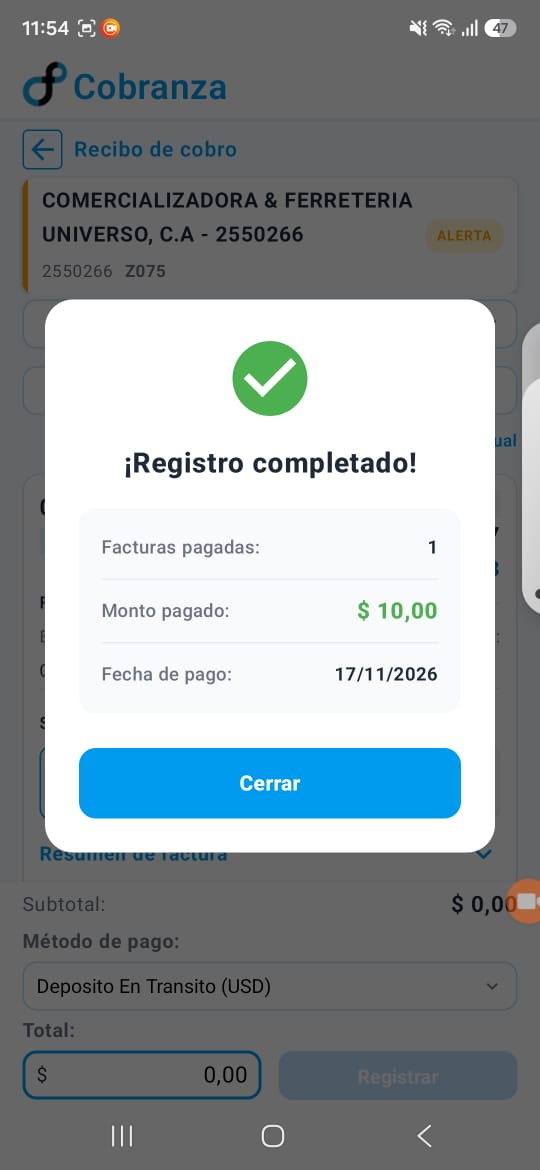 11:54
47
Cobranza
Recibo de cobro
COMERCIALIZADORA & FERRETERIA
UNIVERSO, C.A - 2550266
ALERTA
2550266 Z075
ual
¡Registro completado!
Facturas pagadas: 1
Monto pagado: $ 10,00
Fecha de pago: 17/11/2026
Cerrar
Resumen de factura
Subtotal: $ 0,00
Método de pago:
Deposito En Transito (USD)
Total:
$ 0,00
Registrar